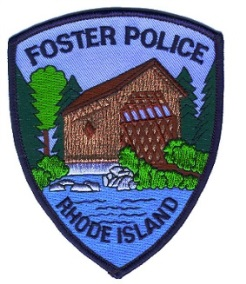 FOSTER POLICE
RHODE ISLAND